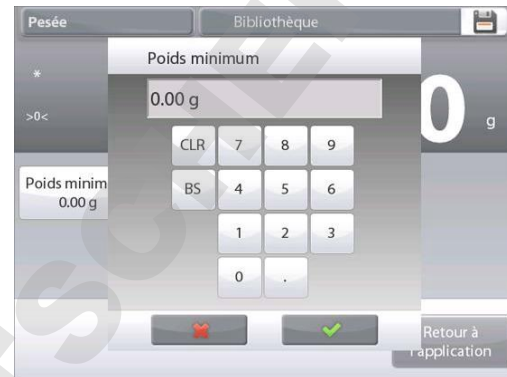 Pesée
Bibliothèque
Poids minimum
*
0.00 g
>0<
0
g
CLR 7 8 9
Poids minim
0.00 g
BS 4 5 6
1 2 3
0 .
Retour à
l'application